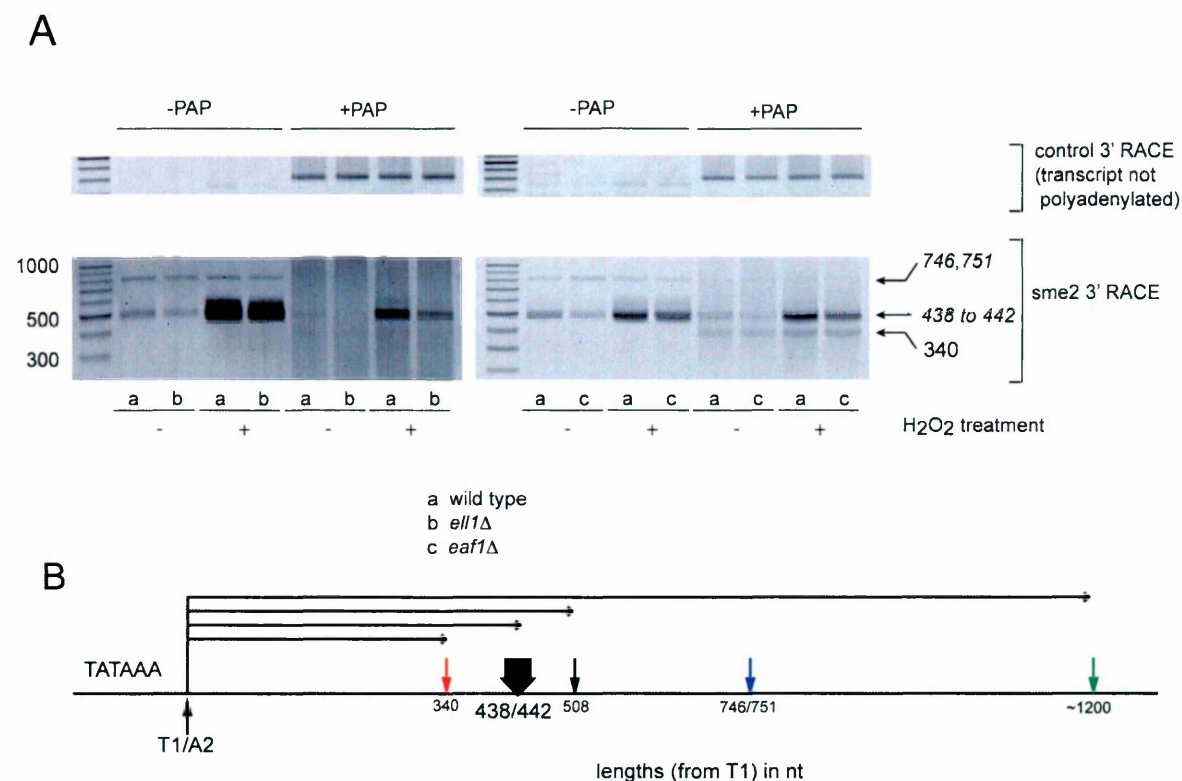 A
-PAP +PAP -PAP +PAP
control 3' RACE
(transcript not
polyadenylated)
1000
500
300
746,751
438 to 442
340
sme2 3' RACE
a b a b a b a b a c a c a c a c
- + - + - + - + H2O2 treatment
a wild type
b ell1Δ
c eaf1Δ
B
TATAAA
340 438/442 508 746/751 ~1200
T1/A2
lengths (from T1) in nt